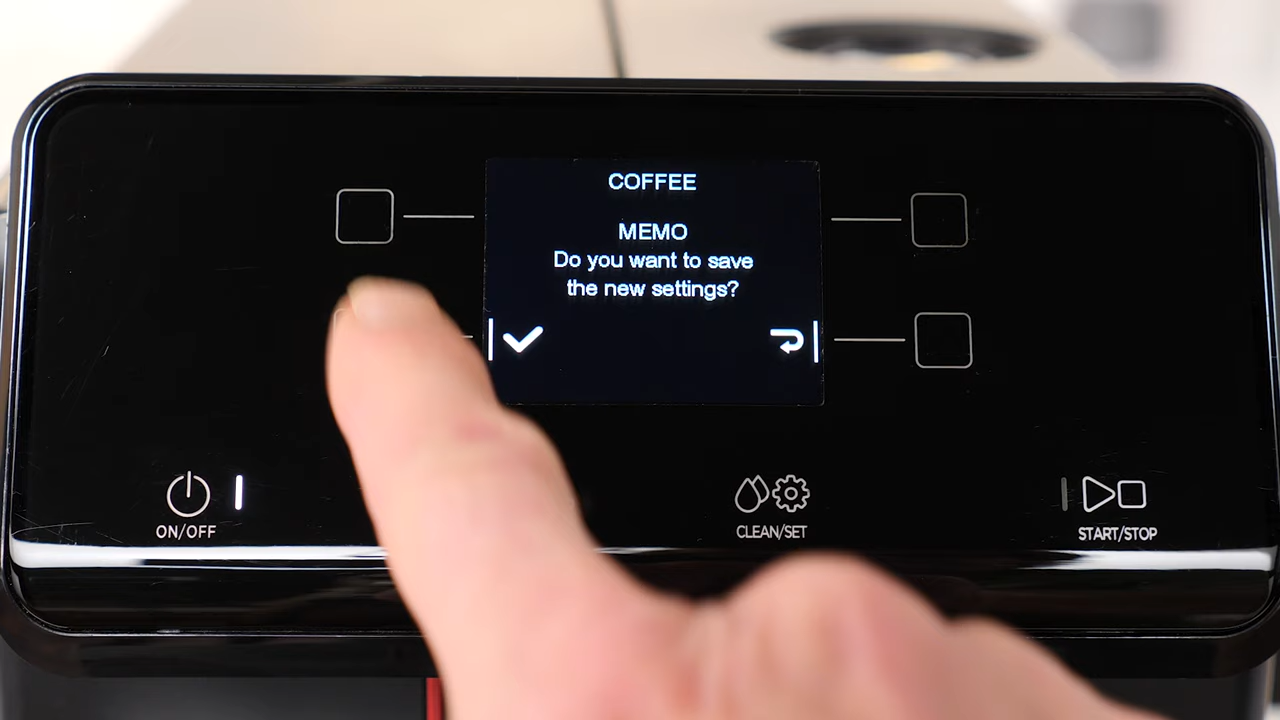 COFFEE
MEMO
Do you want to save
the new settings?
ON/OFF
CLEAN/SET
START/STOP